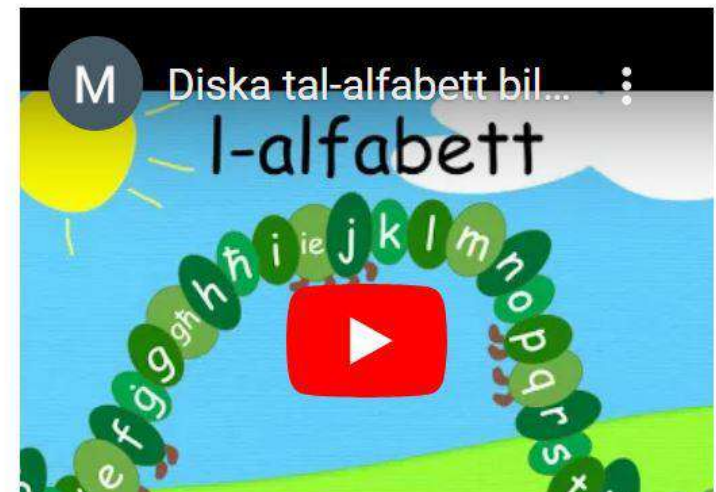 M
Diska tal-alfabett bil...
l-alfabett
e f ġ g għ h ħ i ie j k l m n o p q r s t